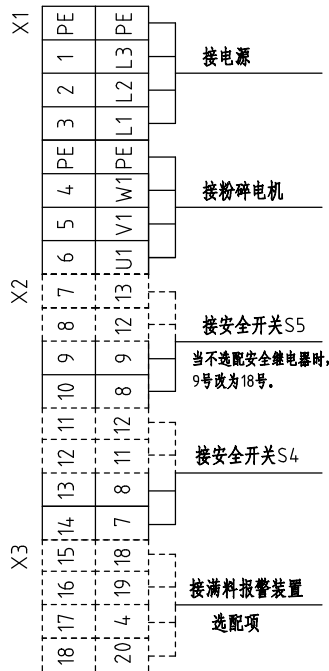 X1
PE PE
1 L3
2 L2
3 L1
接电源
PE PE
4 W1
5 V1
6 U1
接粉碎电机
X2
7 13
8 12
9 9
10 8
接安全开关S5
当不选配安全继电器时,
9号改为18号。
11 12
12 11
13 8
14 7
接安全开关S4
X3
15 18
16 19
17 4
18 20
接满料报警装置
选配项